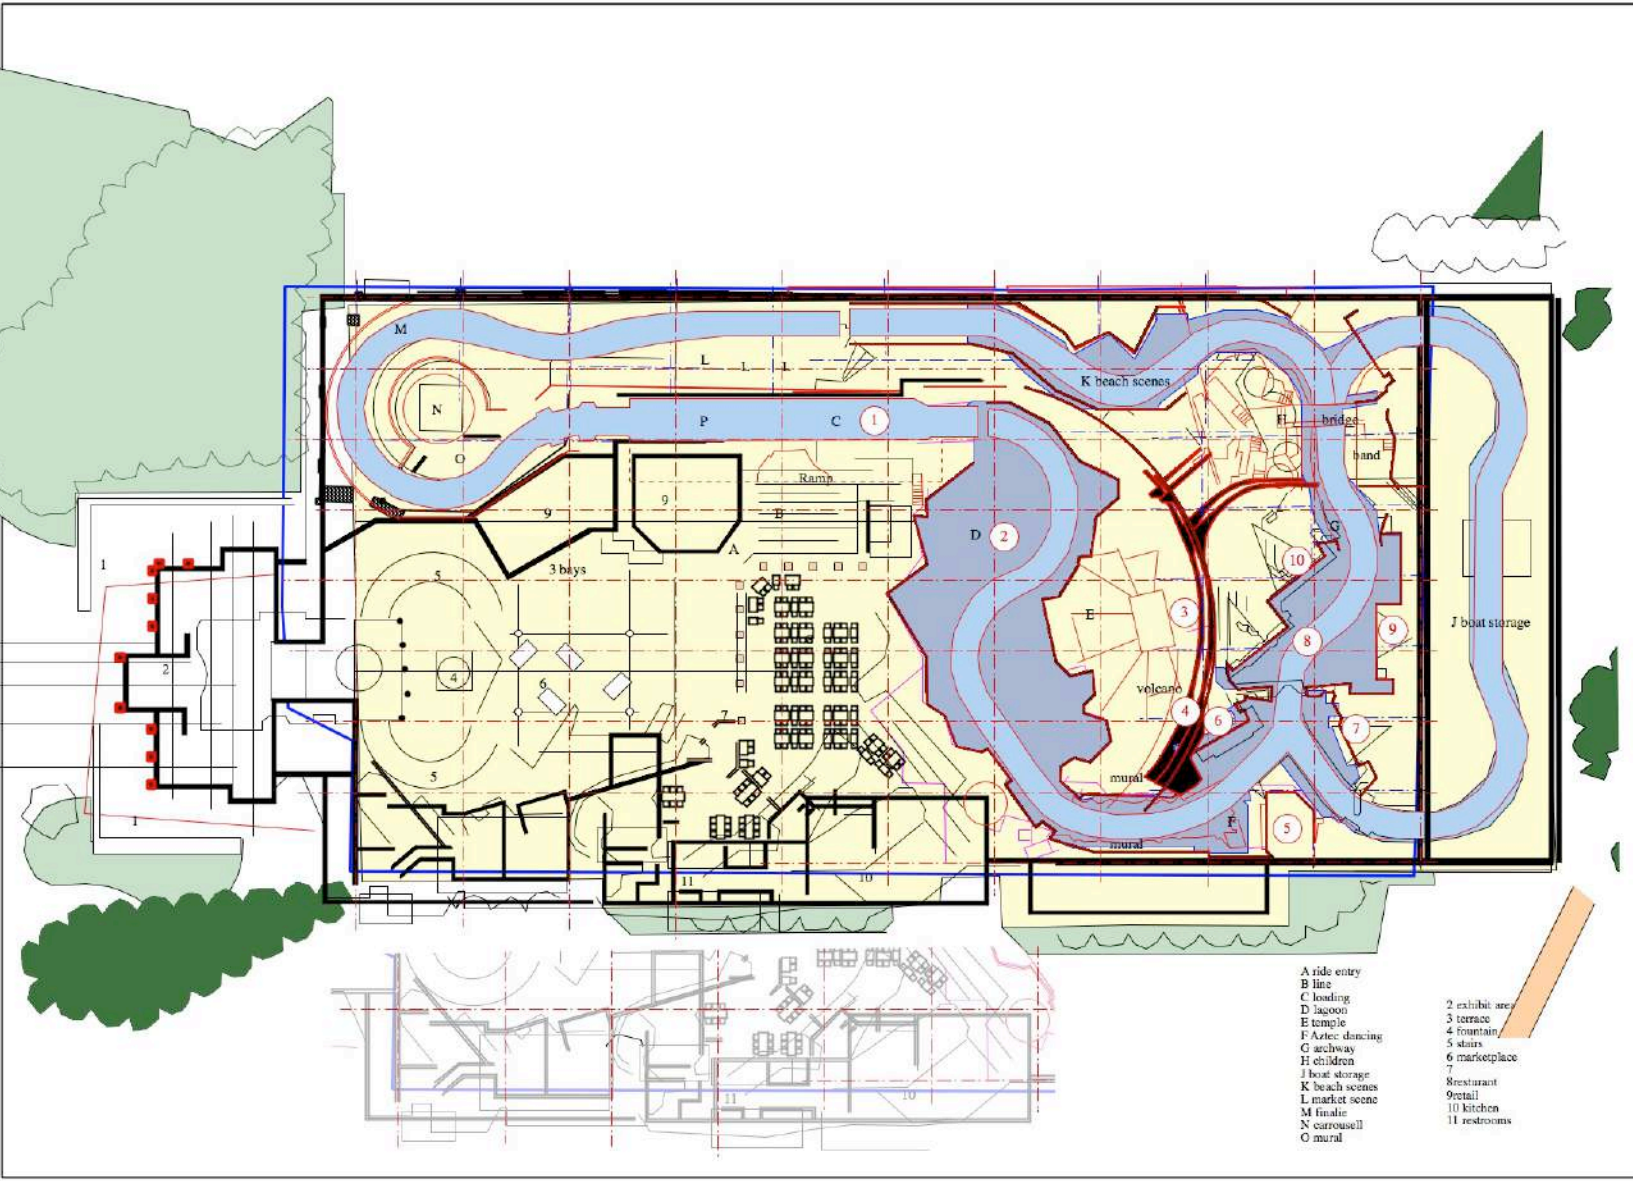 M
L
L
L
K beach scenes
N
P
C
1
H
bridge
band
O
Ramp
9
9
B
G
D
2
A
10
3 bays
1
5
E
3
9
J boat storage
8
2
4
6
volcano
4
6
7
7
5
mural
F
5
1
mural
11
10
11
10
A ride entry
B line
C loading
D lagoon
E temple
F Aztec dancing
G archway
H children
J boat storage
K beach scenes
L market scene
M finalie
N carrousell
O mural
2 exhibit area
3 terrace
4 fountain
5 stairs
6 marketplace
7
8resturant
9retail
10 kitchen
11 restrooms